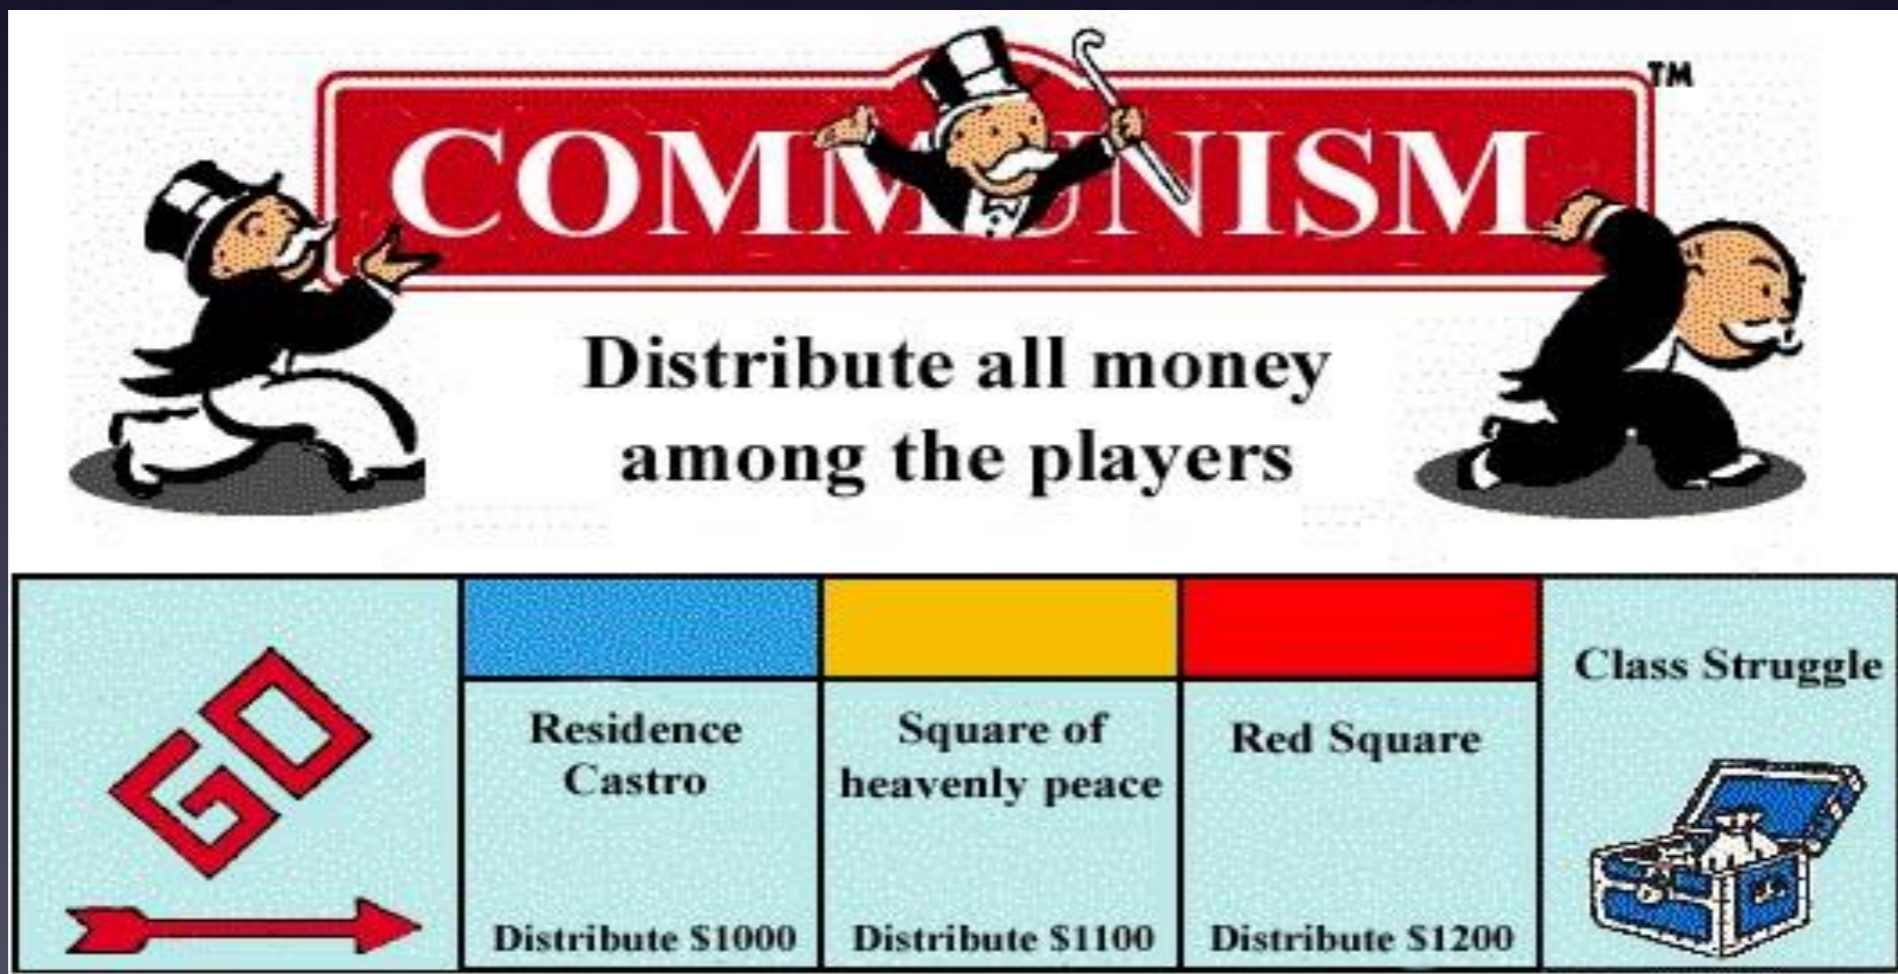 COMMUNISM TM
Distribute all money
among the players
GO
Residence
Castro
Distribute $1000
Square of
heavenly peace
Distribute $1100
Red Square
Distribute $1200
Class Struggle